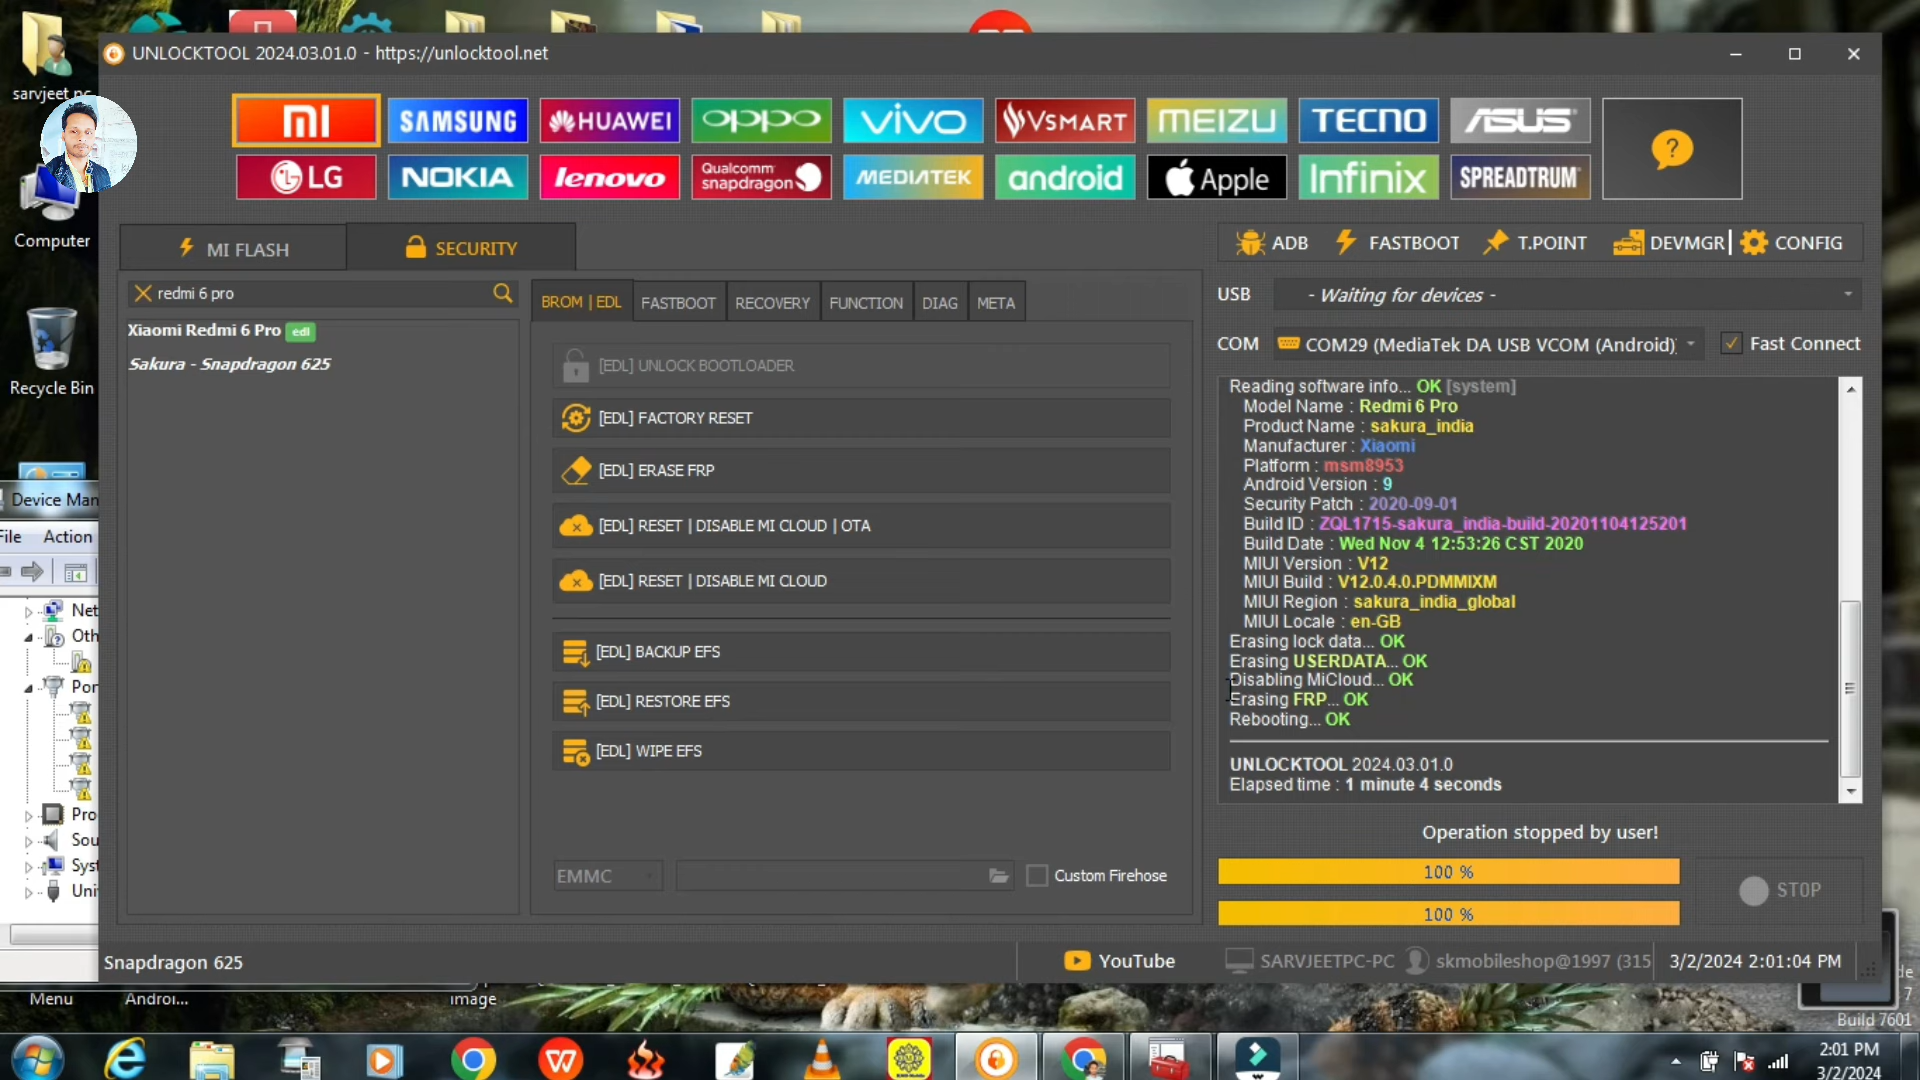 UNLOCKTOOL 2024.03.01.0 - https://unlocktool.net
sarvjeet pc
Computer
Recycle Bin
MI SAMSUNG HUAWEI oppo vivo VSMART MEIZU TECNO ASUS ?
LG NOKIA lenovo Qualcomm snapdragon MEDIATEK android Apple Infinix SPREADTRUM
MI FLASH SECURITY
ADB FASTBOOT T.POINT DEVMGR CONFIG
redmi 6 pro
Xiaomi Redmi 6 Pro edl
Sakura - Snapdragon 625
BROM | EDL FASTBOOT RECOVERY FUNCTION DIAG META
[EDL] UNLOCK BOOTLOADER
[EDL] FACTORY RESET
[EDL] ERASE FRP
[EDL] RESET | DISABLE MI CLOUD | OTA
[EDL] RESET | DISABLE MI CLOUD
[EDL] BACKUP EFS
[EDL] RESTORE EFS
[EDL] WIPE EFS
EMMC
Custom Firehose
USB - Waiting for devices -
COM COM29 (MediaTek DA USB VCOM (Android) Fast Connect
Reading software info... OK [system]
Model Name : Redmi 6 Pro
Product Name : sakura_india
Manufacturer : Xiaomi
Platform : msm8953
Android Version : 9
Security Patch : 2020-09-01
Build ID : ZQL1715-sakura_india-build-20201104125201
Build Date : Wed Nov 4 12:53:26 CST 2020
MIUI Version : V12
MIUI Build : V12.0.4.0.PDMMIXM
MIUI Region : sakura_india_global
MIUI Locale : en-GB
Erasing lock data... OK
Erasing USERDATA... OK
Disabling MiCloud... OK
Erasing FRP... OK
Rebooting... OK
UNLOCKTOOL 2024.03.01.0
Elapsed time : 1 minute 4 seconds
Operation stopped by user!
100 %
100 %
STOP
Device Man
File Action
Net
Oth
Por
Pro
Sou
Syst
Uni
Snapdragon 625
YouTube
SARVJEETPC-PC
skmobileshop@1997 (315
3/2/2024 2:01:04 PM
Menu
Androi...
image
de
7
Build 7601
2:01 PM
3/2/2024